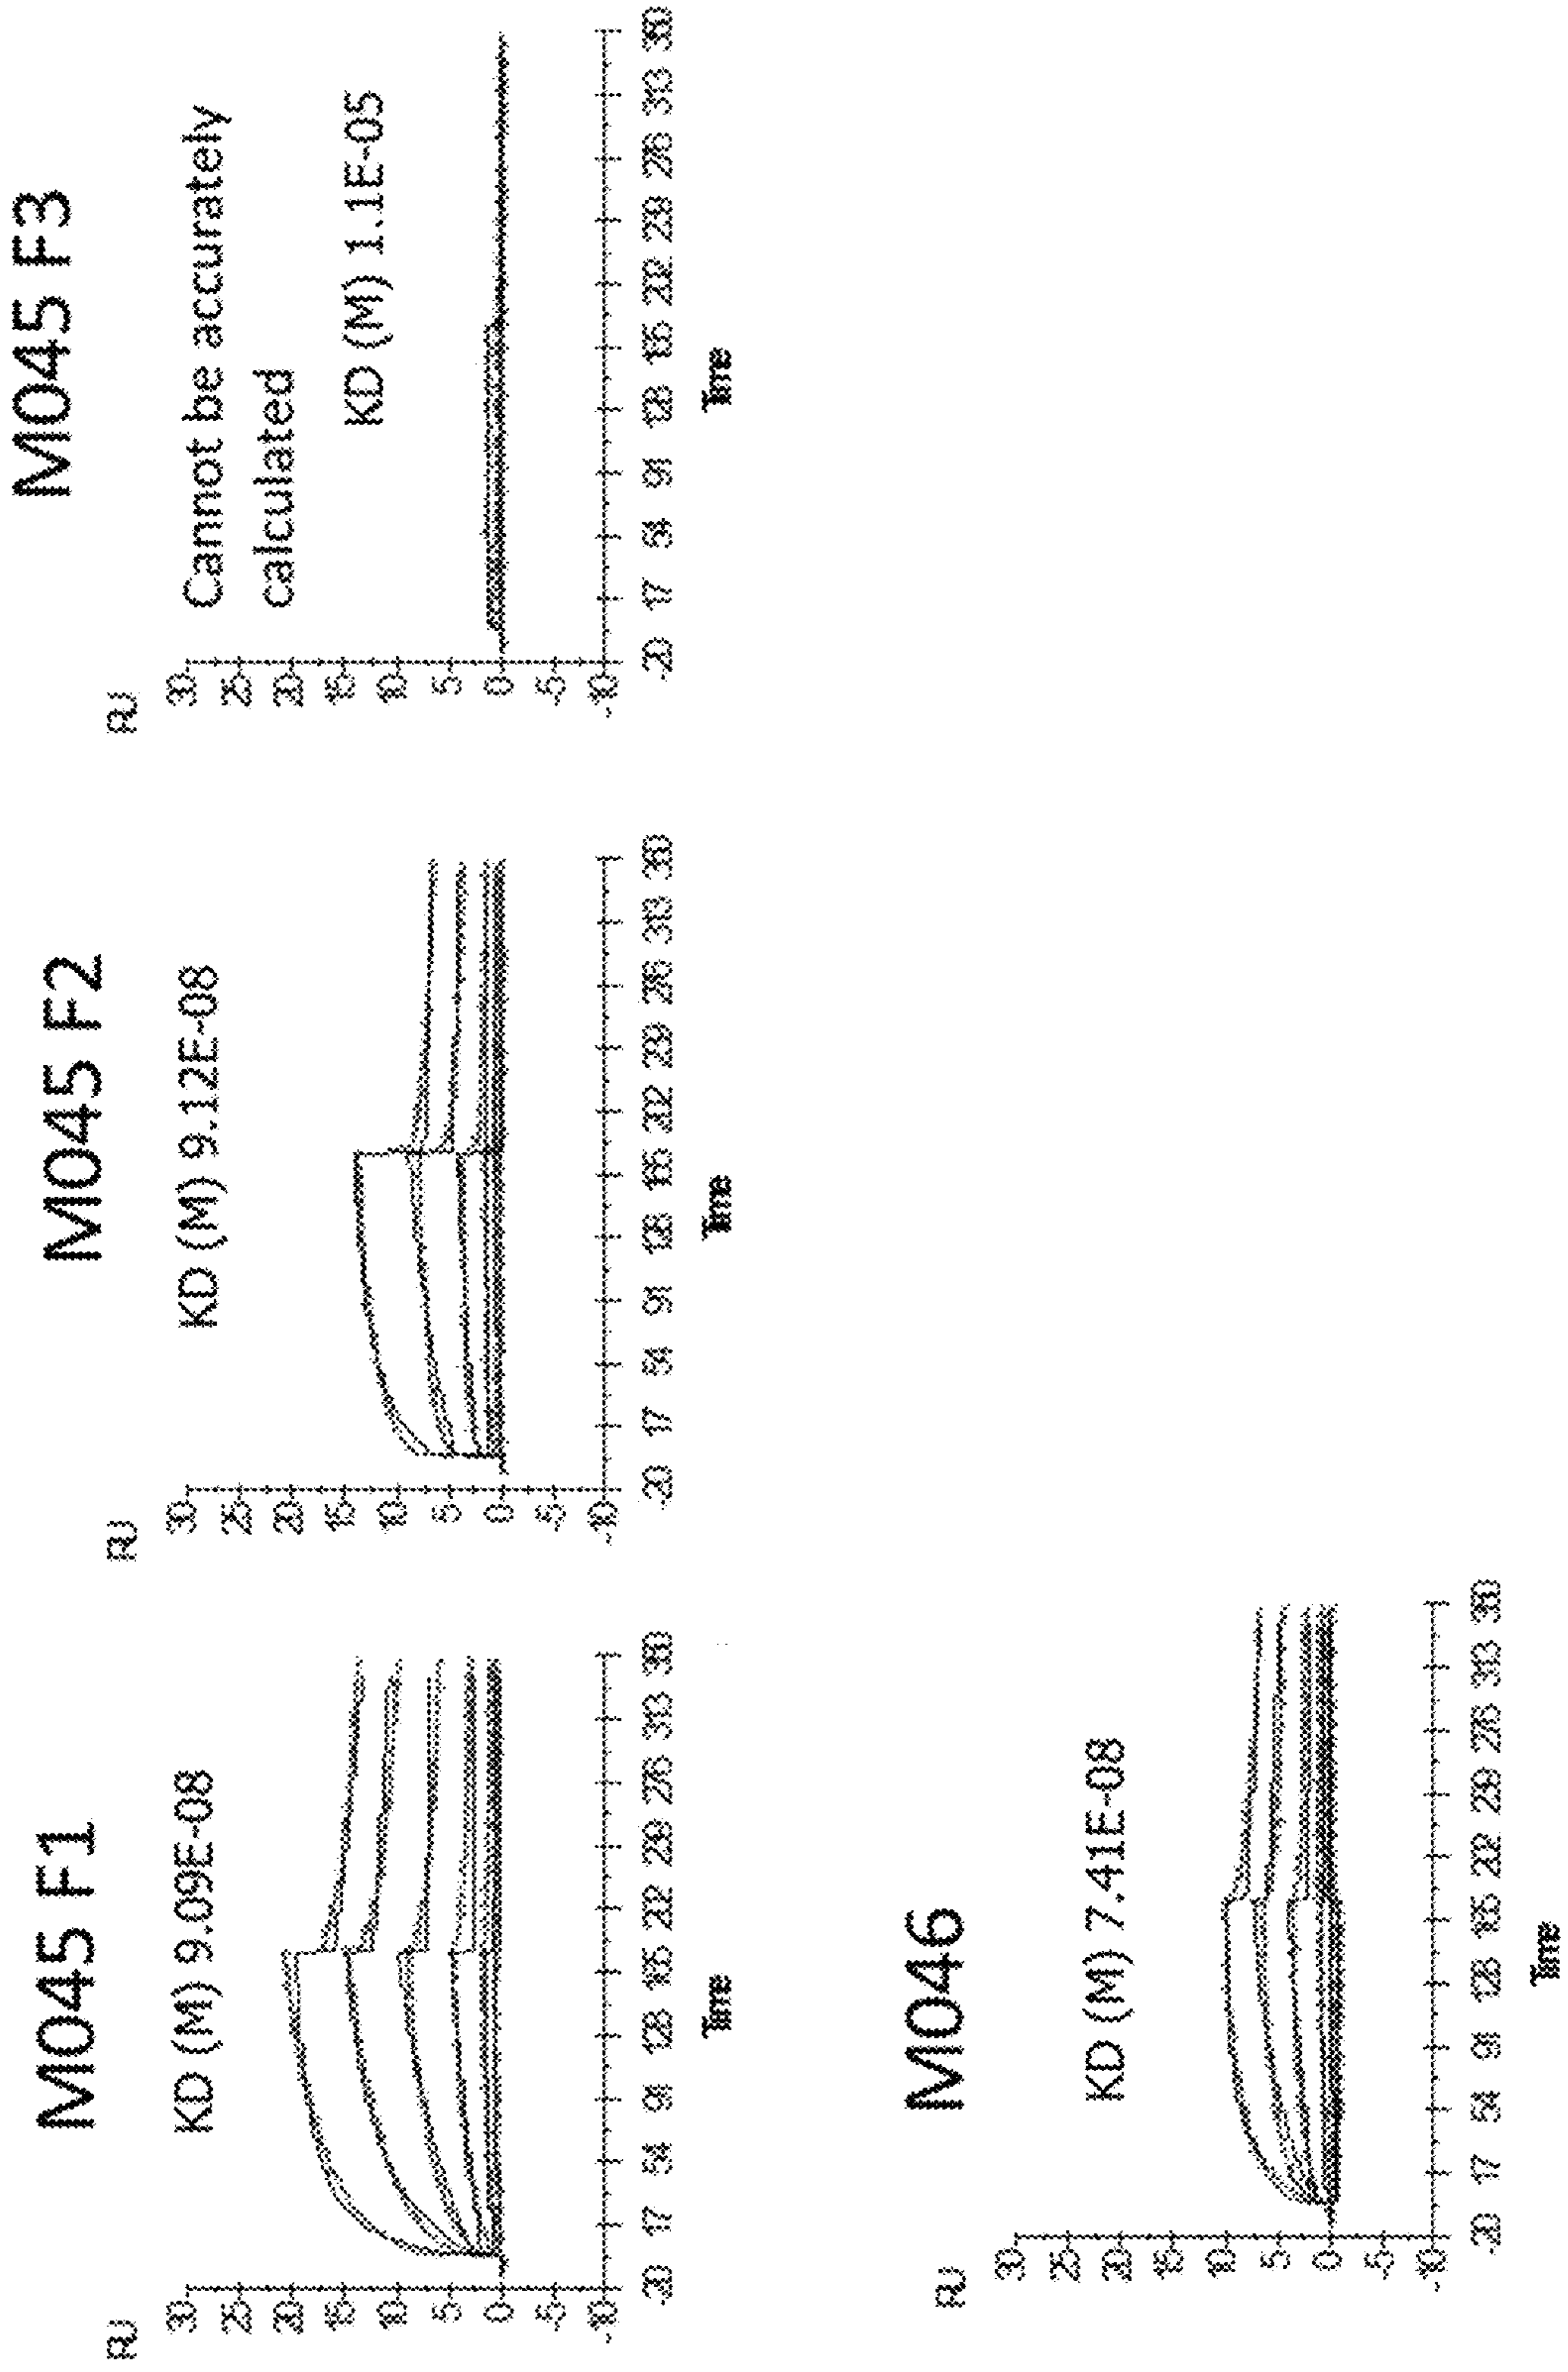 M045 F1
KD (M) 9.09E-08
RU
30
25
20
15
10
5
0
-5
-10
-20 17 54 91 128 165 202 239 276 313 350
Time
M045 F2
KD (M) 9.12E-08
RU
30
25
20
15
10
5
0
-5
-10
-20 17 54 91 128 165 202 239 276 313 350
Time
M045 F3
Cannot be accurately
calculated
KD (M) 1.1E-05
RU
30
25
20
15
10
5
0
-5
-10
-20 17 54 91 128 165 202 239 276 313 350
Time
M046
KD (M) 7.41E-08
RU
30
25
20
15
10
5
0
-5
-10
-20 17 54 91 128 165 202 239 276 313 350
Time